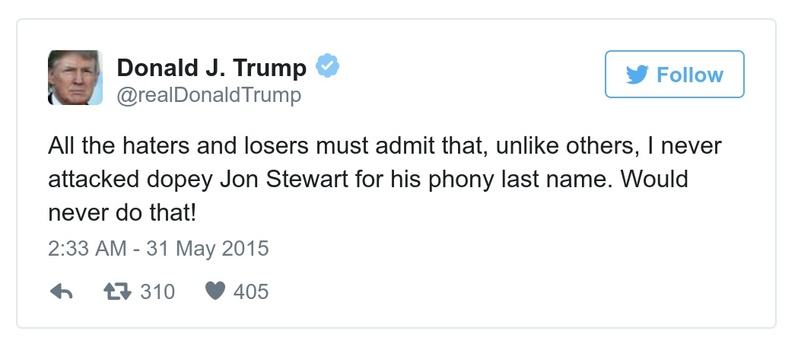 Donald J. Trump
@realDonaldTrump
Follow
All the haters and losers must admit that, unlike others, I never
attacked dopey Jon Stewart for his phony last name. Would
never do that!
2:33 AM - 31 May 2015
310 405